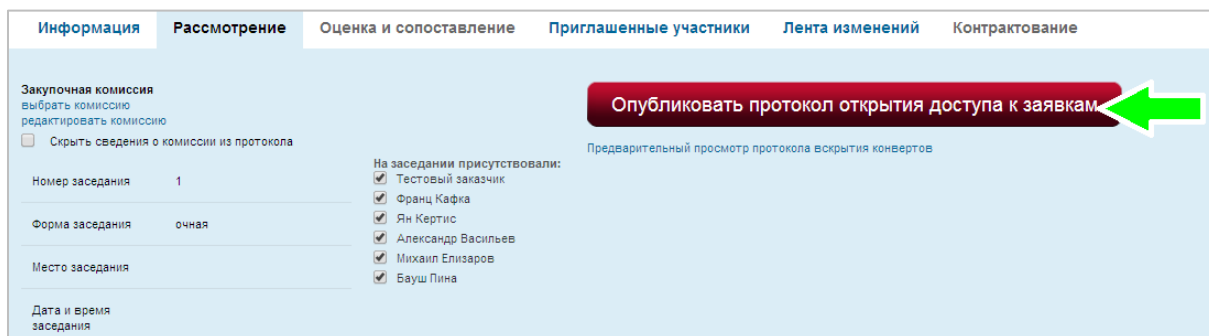 Информация Рассмотрение Оценка и сопоставление Приглашенные участники Лента изменений Контрактование
Закупочная комиссия
выбрать комиссию
редактировать комиссию
Скрыть сведения о комиссии из протокола
Номер заседания 1
Форма заседания очная
Место заседания
Дата и время
заседания
На заседании присутствовали:
Тестовый заказчик
Франц Кафка
Ян Кертис
Александр Васильев
Михаил Елизаров
Бауш Пина
Опубликовать протокол открытия доступа к заявкам
Предварительный просмотр протокола вскрытия конвертов